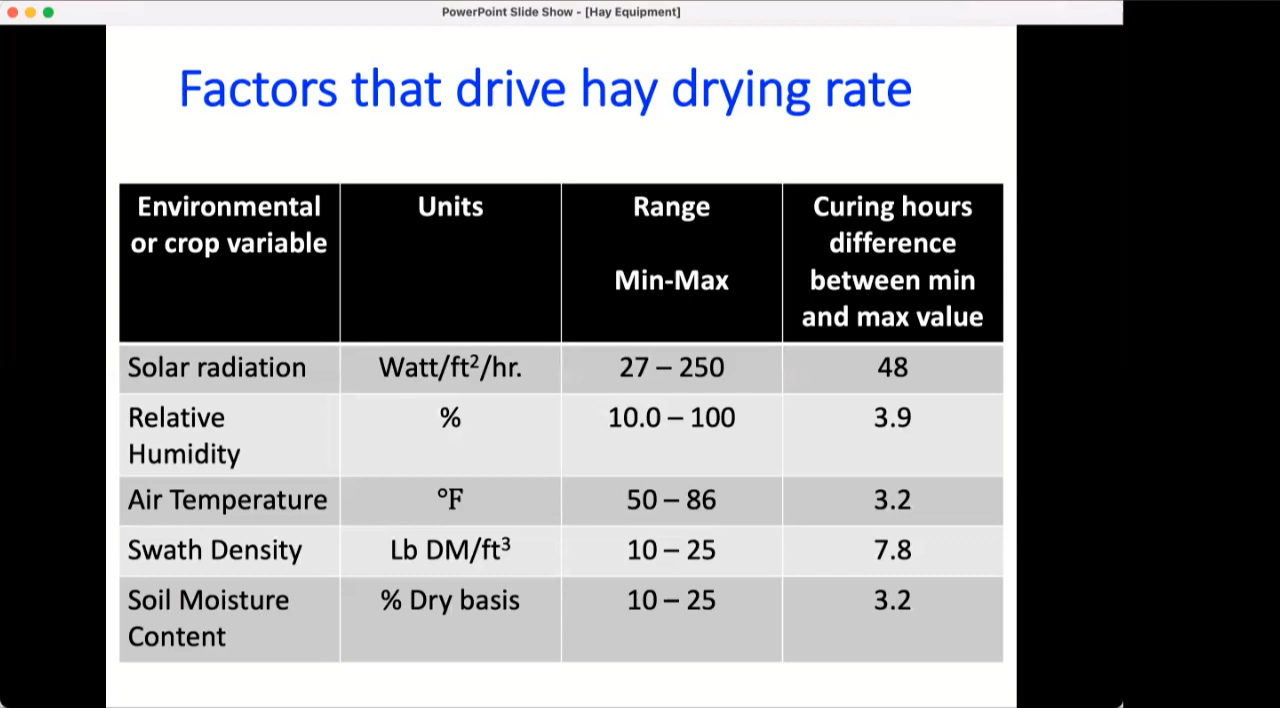 PowerPoint Slide Show - [Hay Equipment]
Factors that drive hay drying rate
Environmental or crop variable
Units
Range
Min-Max
Curing hours difference between min and max value
Solar radiation
Watt/ft²/hr.
27 – 250
48
Relative Humidity
%
10.0 – 100
3.9
Air Temperature
°F
50 – 86
3.2
Swath Density
Lb DM/ft³
10 – 25
7.8
Soil Moisture Content
% Dry basis
10 – 25
3.2